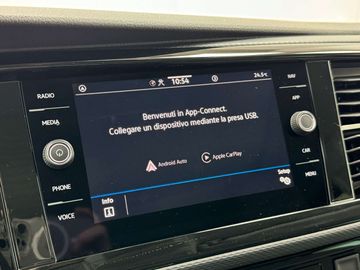 10:54
24.5°C
RADIO
MEDIA
PHONE
VOICE
Benvenuti in App-Connect.
Collegare un dispositivo mediante la presa USB.
Android Auto
Apple CarPlay
Info
Setup
NAV
APP
CAR
MENU